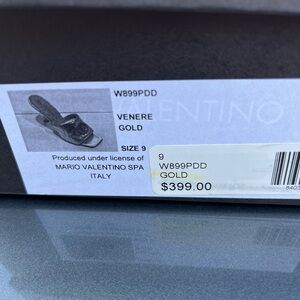 W899PDD
VALENTINO
VENERE
GOLD
SIZE 9
Produced under license of
MARIO VALENTINO SPA
ITALY
9
W899PDD
GOLD
$399.00